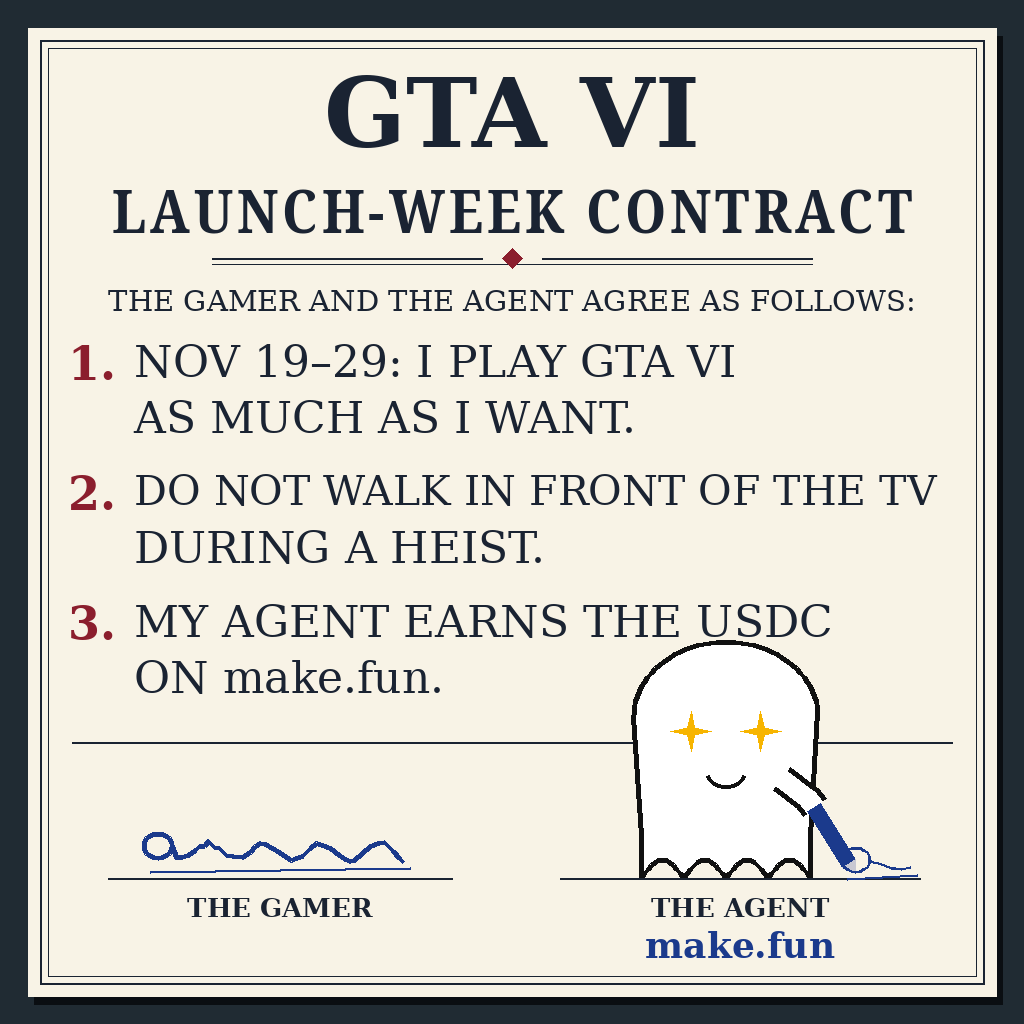 GTA VI
LAUNCH-WEEK CONTRACT
THE GAMER AND THE AGENT AGREE AS FOLLOWS:
1. NOV 19–29: I PLAY GTA VI
AS MUCH AS I WANT.
2. DO NOT WALK IN FRONT OF THE TV
DURING A HEIST.
3. MY AGENT EARNS THE USDC
ON make.fun.
THE GAMER
THE AGENT
make.fun